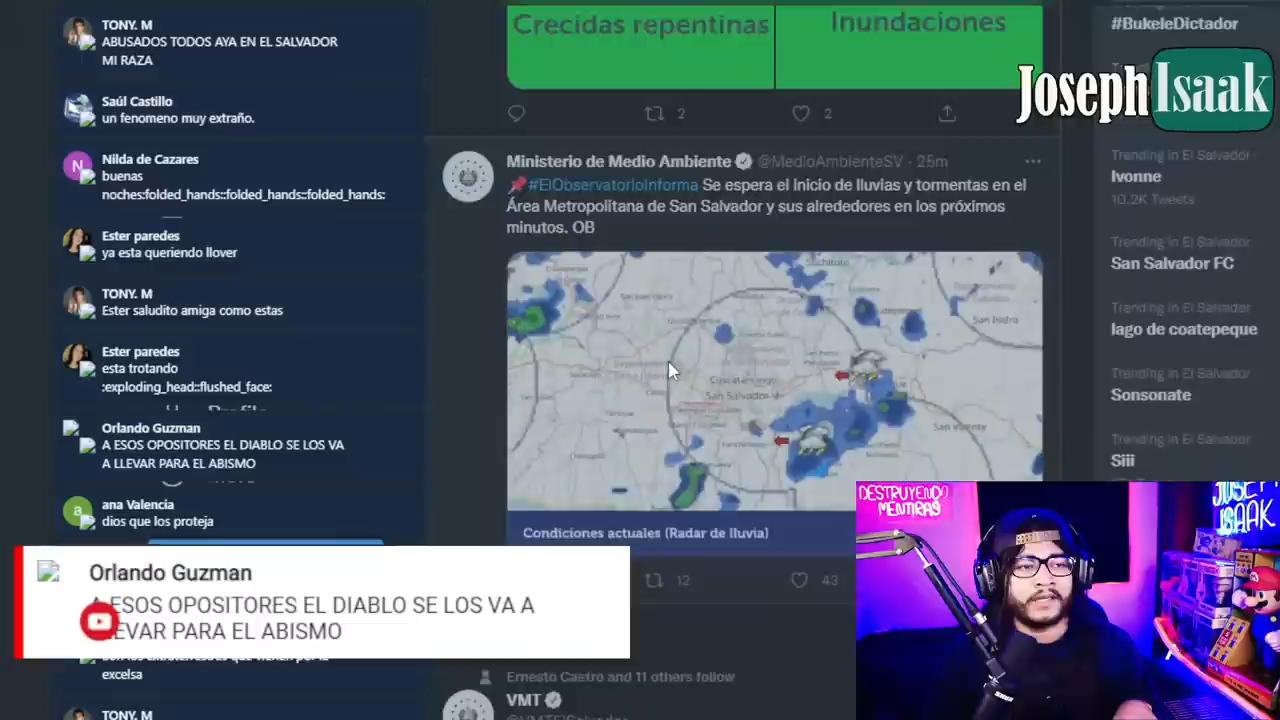 TONY. M
ABUSADOS TODOS AYA EN EL SALVADOR
MI RAZA
Saúl Castillo
un fenomeno muy extraño.
N
Nilda de Cazares
buenas
noches:folded_hands::folded_hands::folded_hands:
Ester paredes
ya esta queriendo llover
TONY. M
Ester saludito amiga como estas
Ester paredes
esta trotando
:exploding_head::flushed_face:
Orlando Guzman
A ESOS OPOSITORES EL DIABLO SE LOS VA
A LLEVAR PARA EL ABISMO
a
ana Valencia
dios que los proteja
Orlando Guzman
A ESOS OPOSITORES EL DIABLO SE LOS VA A
LLEVAR PARA EL ABISMO
excelsa
TONY. M
Crecidas repentinas
Inundaciones
2
2
Ministerio de Medio Ambiente @MedioAmbienteSV · 25m
#ElObservatorioInforma Se espera el inicio de lluvias y tormentas en el
Área Metropolitana de San Salvador y sus alrededores en los próximos
minutos. OB
Suchitoto
San Isidro
Cuscatancingo
San Salvador
San Vicente
Condiciones actuales (Radar de lluvia)
12
43
Ernesto Castro and 11 others follow
VMT
#BukeleDictador
Joseph Isaak
Trending in El Salvador
Ivonne
10.2K Tweets
Trending in El Salvador
San Salvador FC
Trending in El Salvador
lago de coatepeque
Trending in El Salvador
Sonsonate
Trending in El Salvador
Siii
DESTRUYENDO
MENTIRAS
JOSEPH
ISAAK